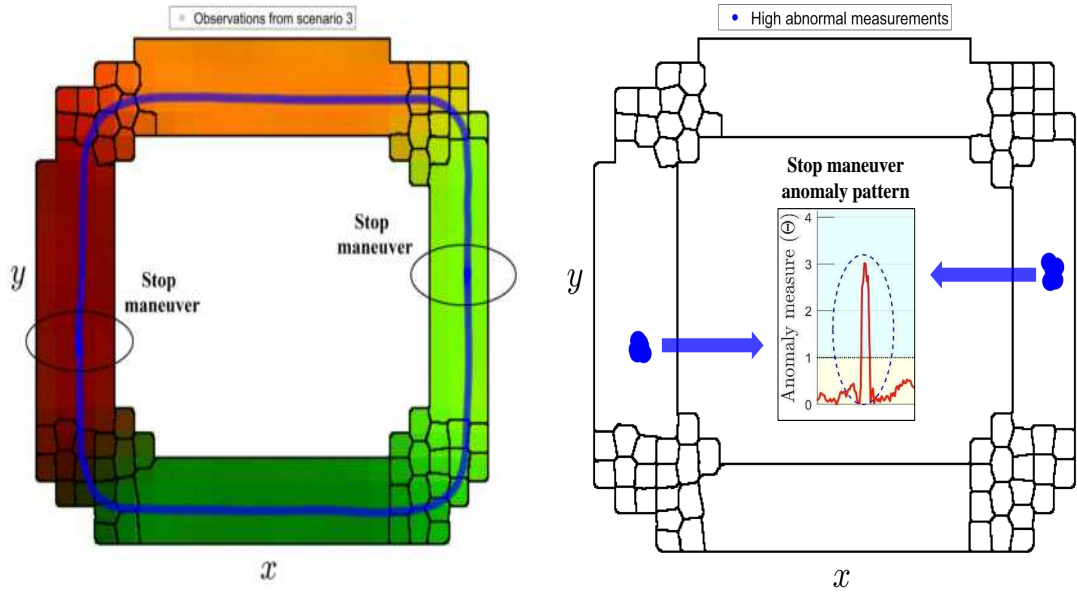 Observations from scenario 3
Stop
maneuver
y
Stop
maneuver
x
High abnormal measurements
Stop maneuver
anomaly pattern
Anomaly measure (Θ)
4
3
2
1
0
y
x